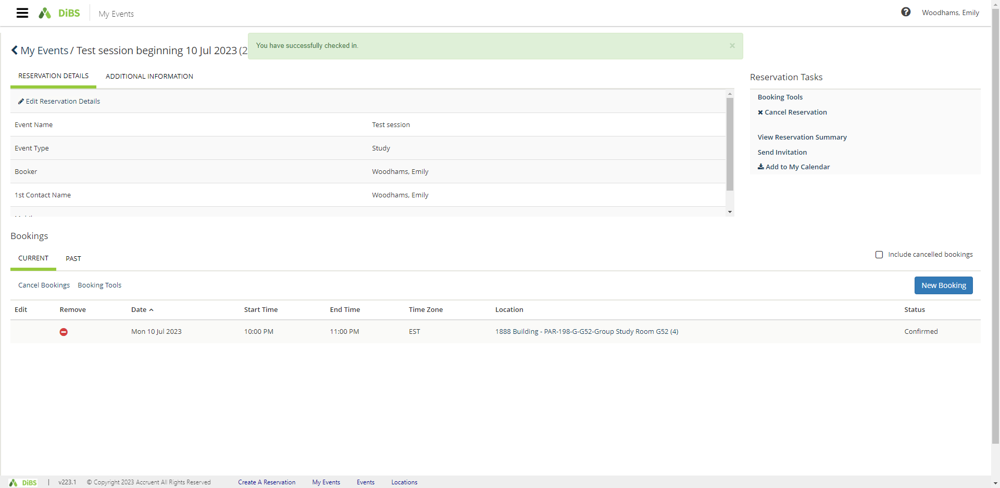 DiBS My Events Woodhams, Emily
My Events / Test session beginning 10 Jul 2023 (2
You have successfully checked in. ×
RESERVATION DETAILS ADDITIONAL INFORMATION
Edit Reservation Details
Event Name Test session
Event Type Study
Booker Woodhams, Emily
1st Contact Name Woodhams, Emily
Reservation Tasks
Booking Tools
Cancel Reservation
View Reservation Summary
Send Invitation
Add to My Calendar
Bookings
CURRENT PAST
Include cancelled bookings
Cancel Bookings Booking Tools New Booking
Edit Remove Date Start Time End Time Time Zone Location Status
Mon 10 Jul 2023 10:00 PM 11:00 PM EST 1888 Building - PAR-198-G-G52-Group Study Room G52 (4) Confirmed
DiBS | v223.1 © Copyright 2023 Accruent All Rights Reserved Create A Reservation My Events Events Locations